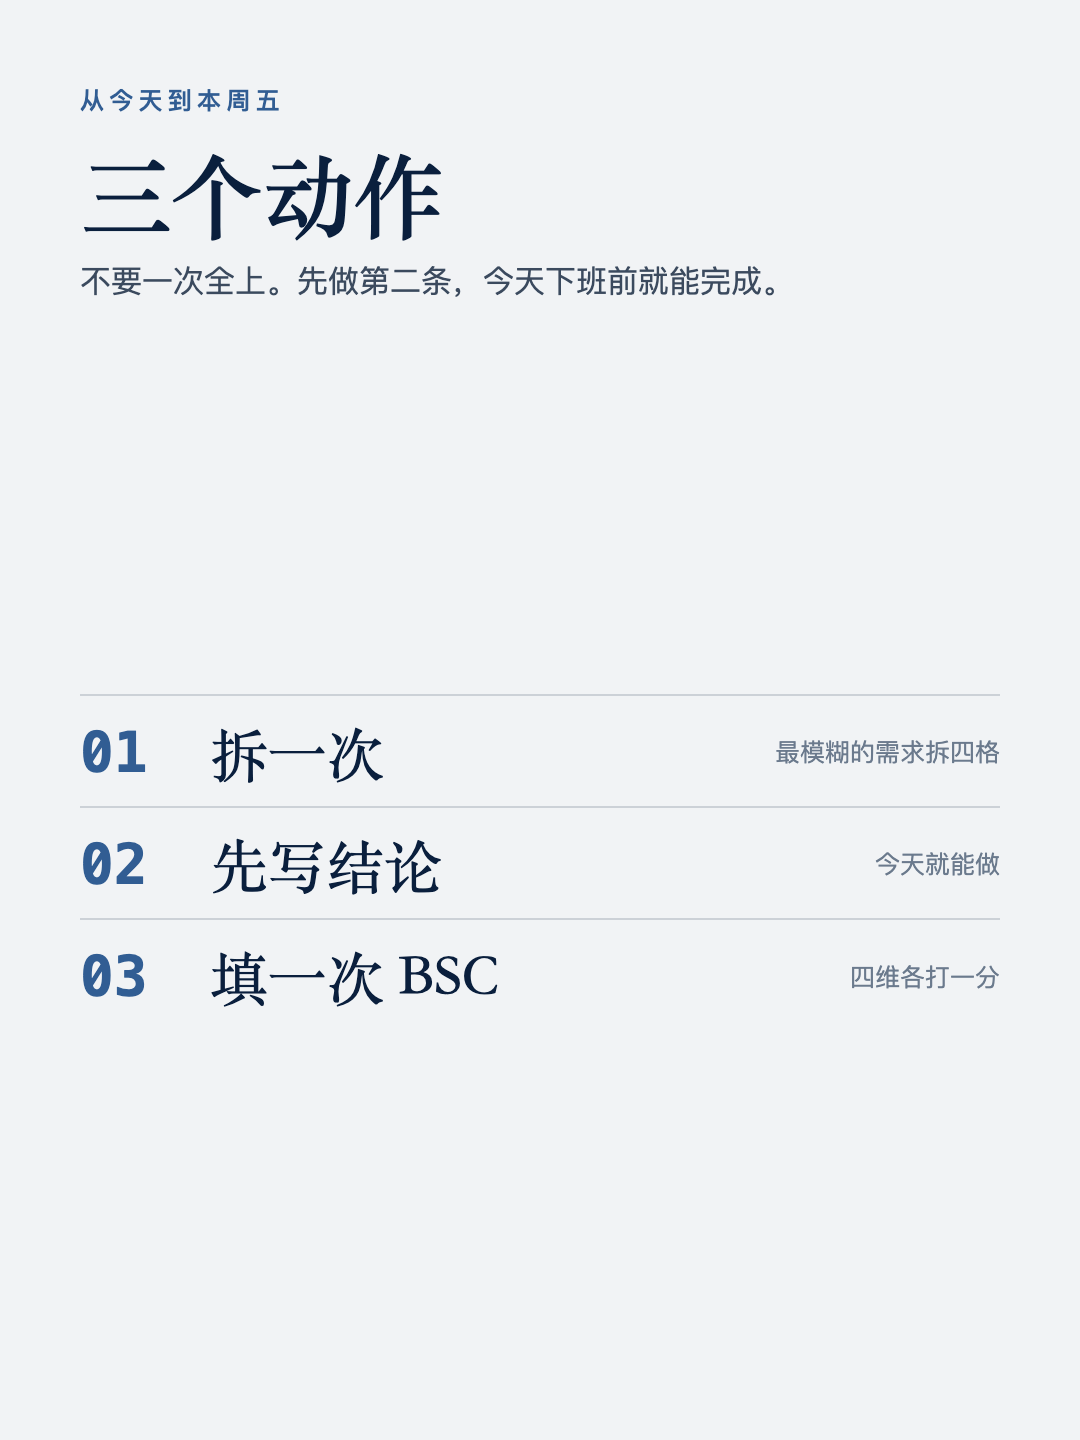 从今天到本周五
三个动作
不要一次全上。先做第二条，今天下班前就能完成。
01 拆一次 最模糊的需求拆四格
02 先写结论 今天就能做
03 填一次 BSC 四维各打一分